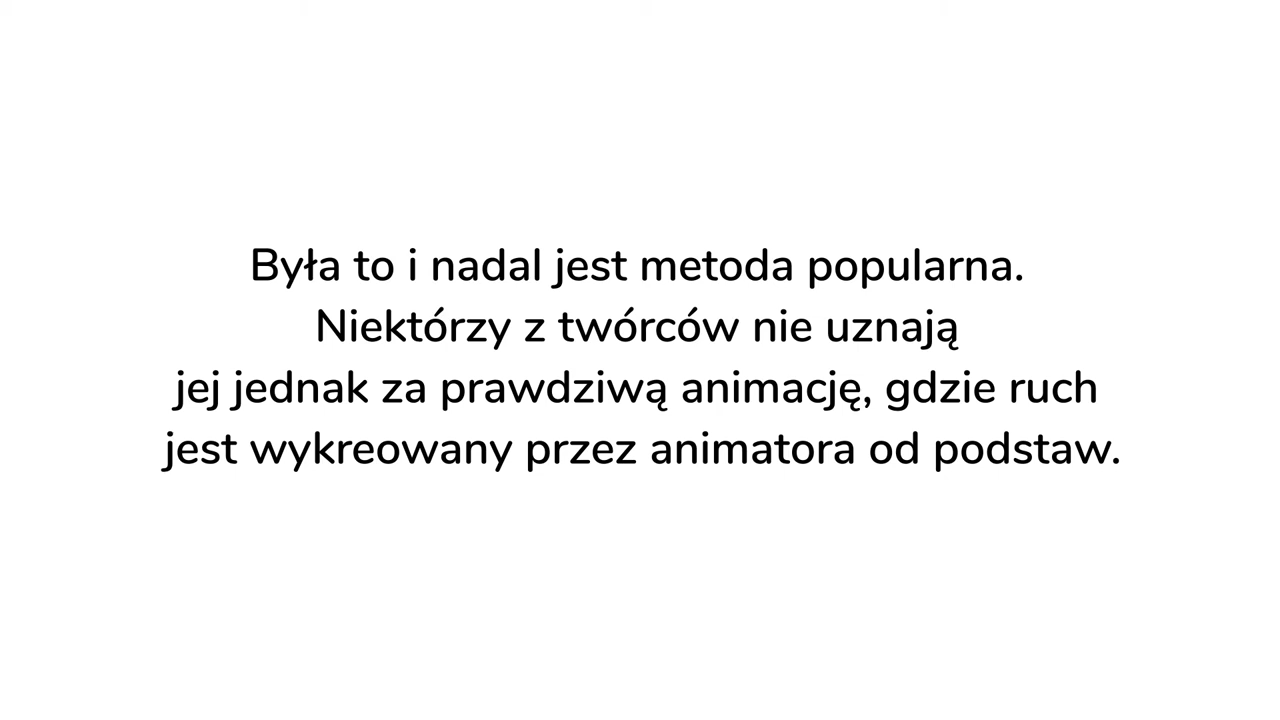 Była to i nadal jest metoda popularna.
Niektórzy z twórców nie uznają
jej jednak za prawdziwą animację, gdzie ruch
jest wykreowany przez animatora od podstaw.